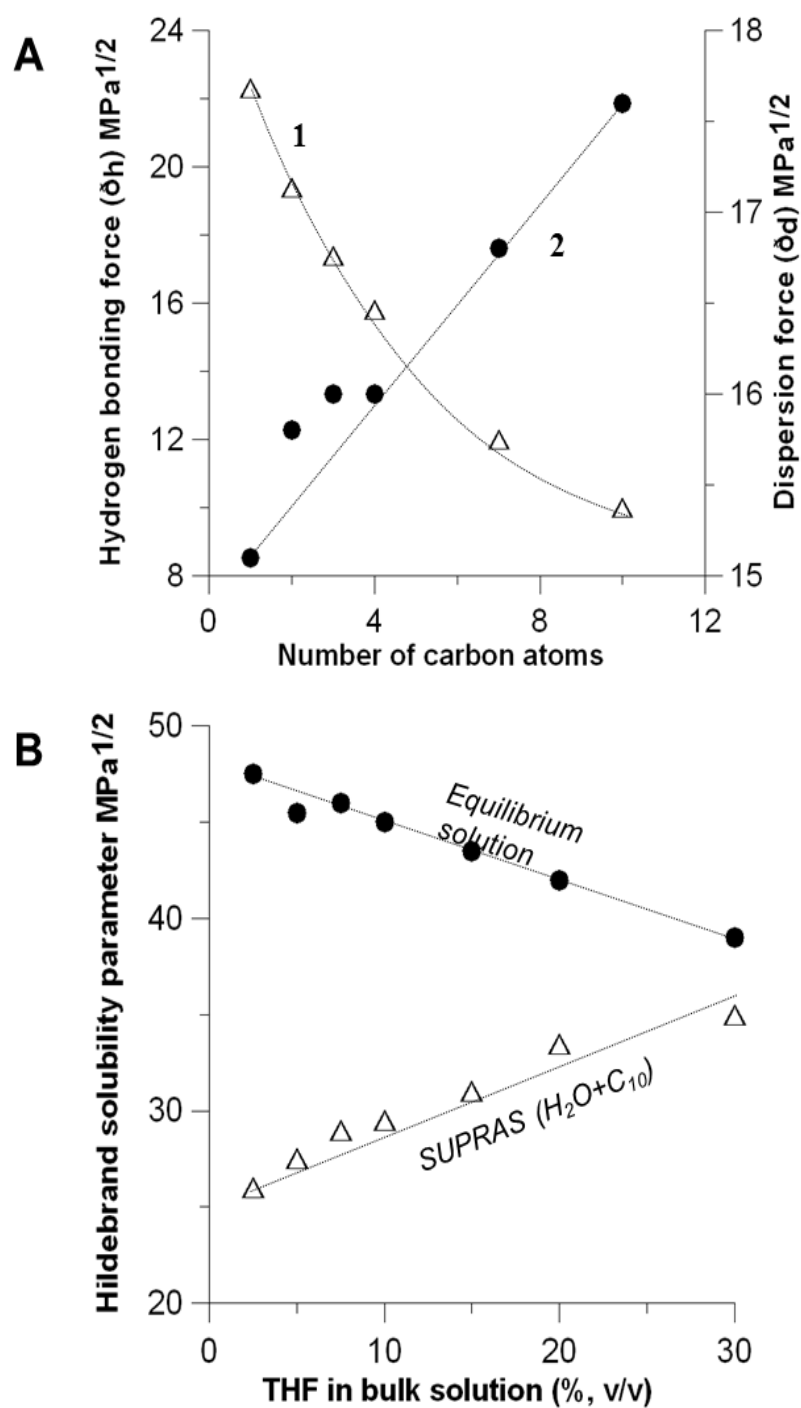 A
Hydrogen bonding force (ðh) MPa1/2
24
20
16
12
8
1
2
18
17
16
15
Dispersion force (ðd) MPa1/2
0 4 8 12
Number of carbon atoms
B
Hildebrand solubility parameter MPa1/2
50
40
30
20
Equilibrium
solution
SUPRAS (H₂O+C₁₀)
0 10 20 30
THF in bulk solution (%, v/v)